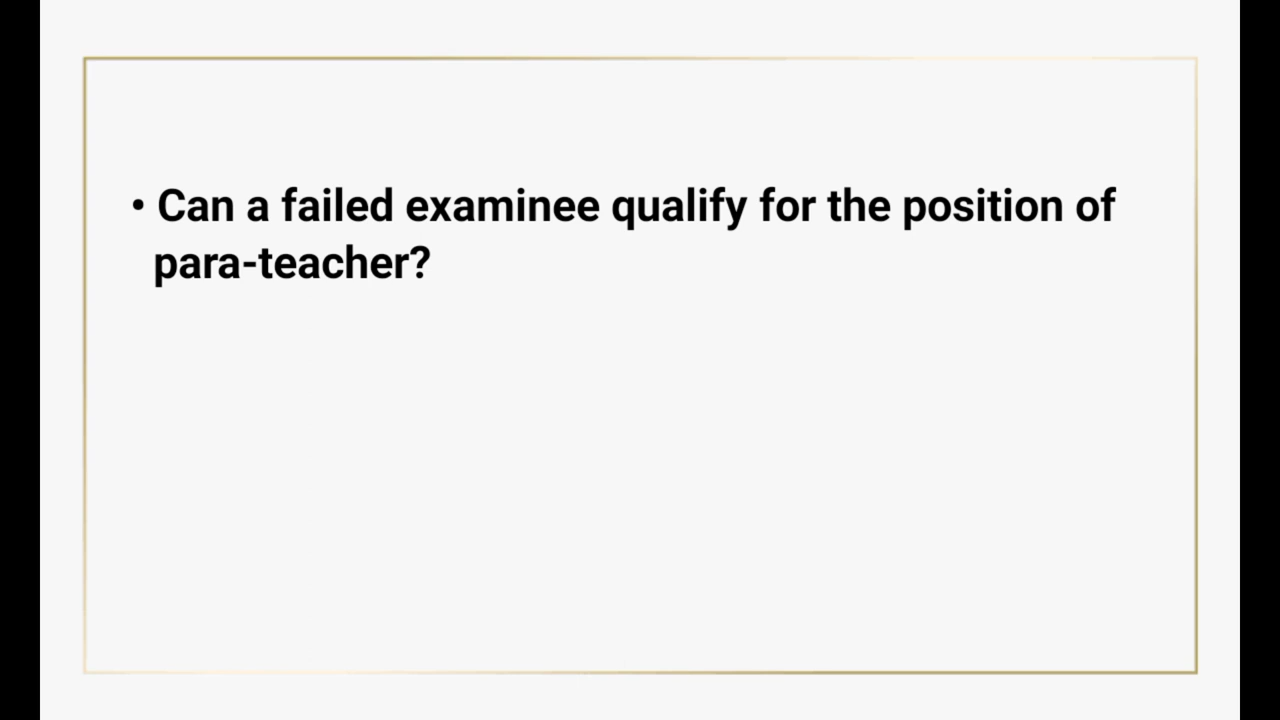 • Can a failed examinee qualify for the position of
para-teacher?